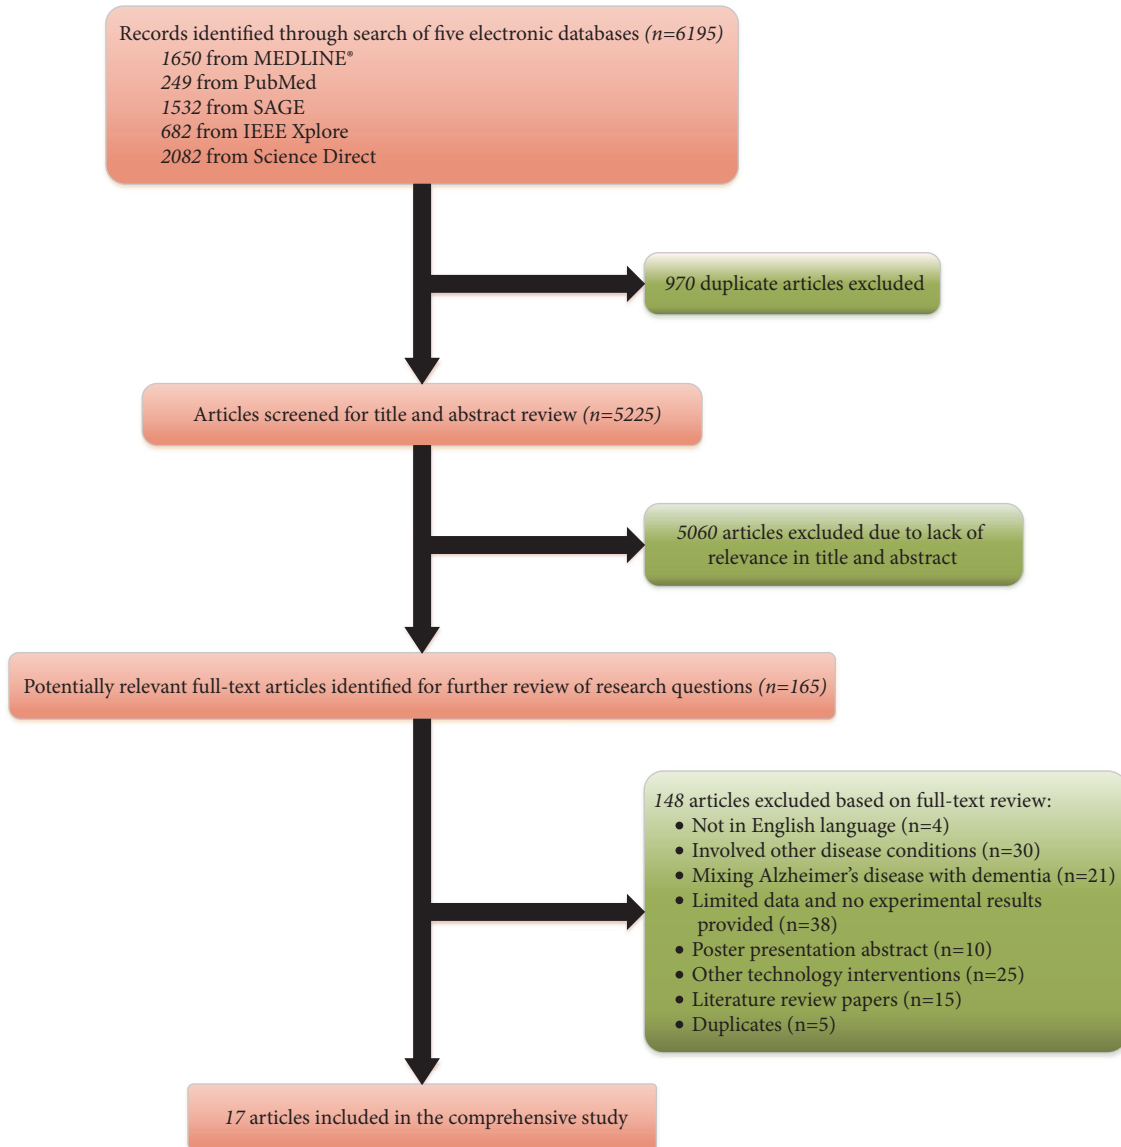 Records identified through search of five electronic databases (n=6195)
1650 from MEDLINE®
249 from PubMed
1532 from SAGE
682 from IEEE Xplore
2082 from Science Direct
970 duplicate articles excluded
Articles screened for title and abstract review (n=5225)
5060 articles excluded due to lack of
relevance in title and abstract
Potentially relevant full-text articles identified for further review of research questions (n=165)
148 articles excluded based on full-text review:
• Not in English language (n=4)
• Involved other disease conditions (n=30)
• Mixing Alzheimer’s disease with dementia (n=21)
• Limited data and no experimental results
provided (n=38)
• Poster presentation abstract (n=10)
• Other technology interventions (n=25)
• Literature review papers (n=15)
• Duplicates (n=5)
17 articles included in the comprehensive study